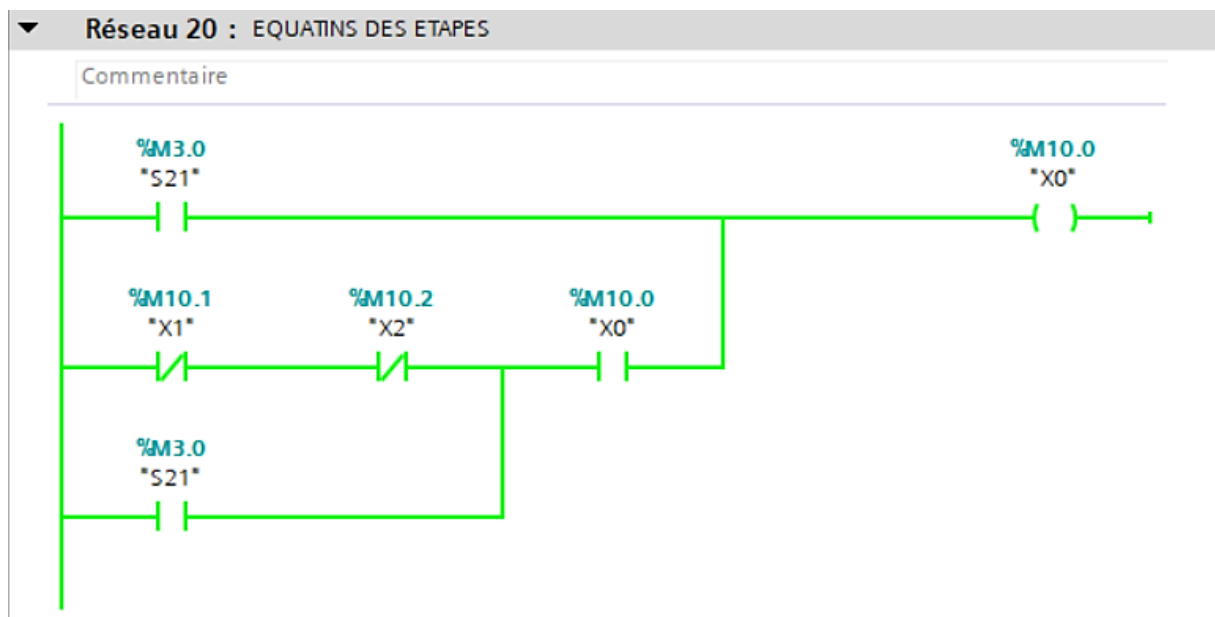 Réseau 20 : EQUATINS DES ETAPES
Commentaire
%M3.0 %M10.0
"S21" "X0"
%M10.1 %M10.2 %M10.0
"X1" "X2" "X0"
%M3.0
"S21"